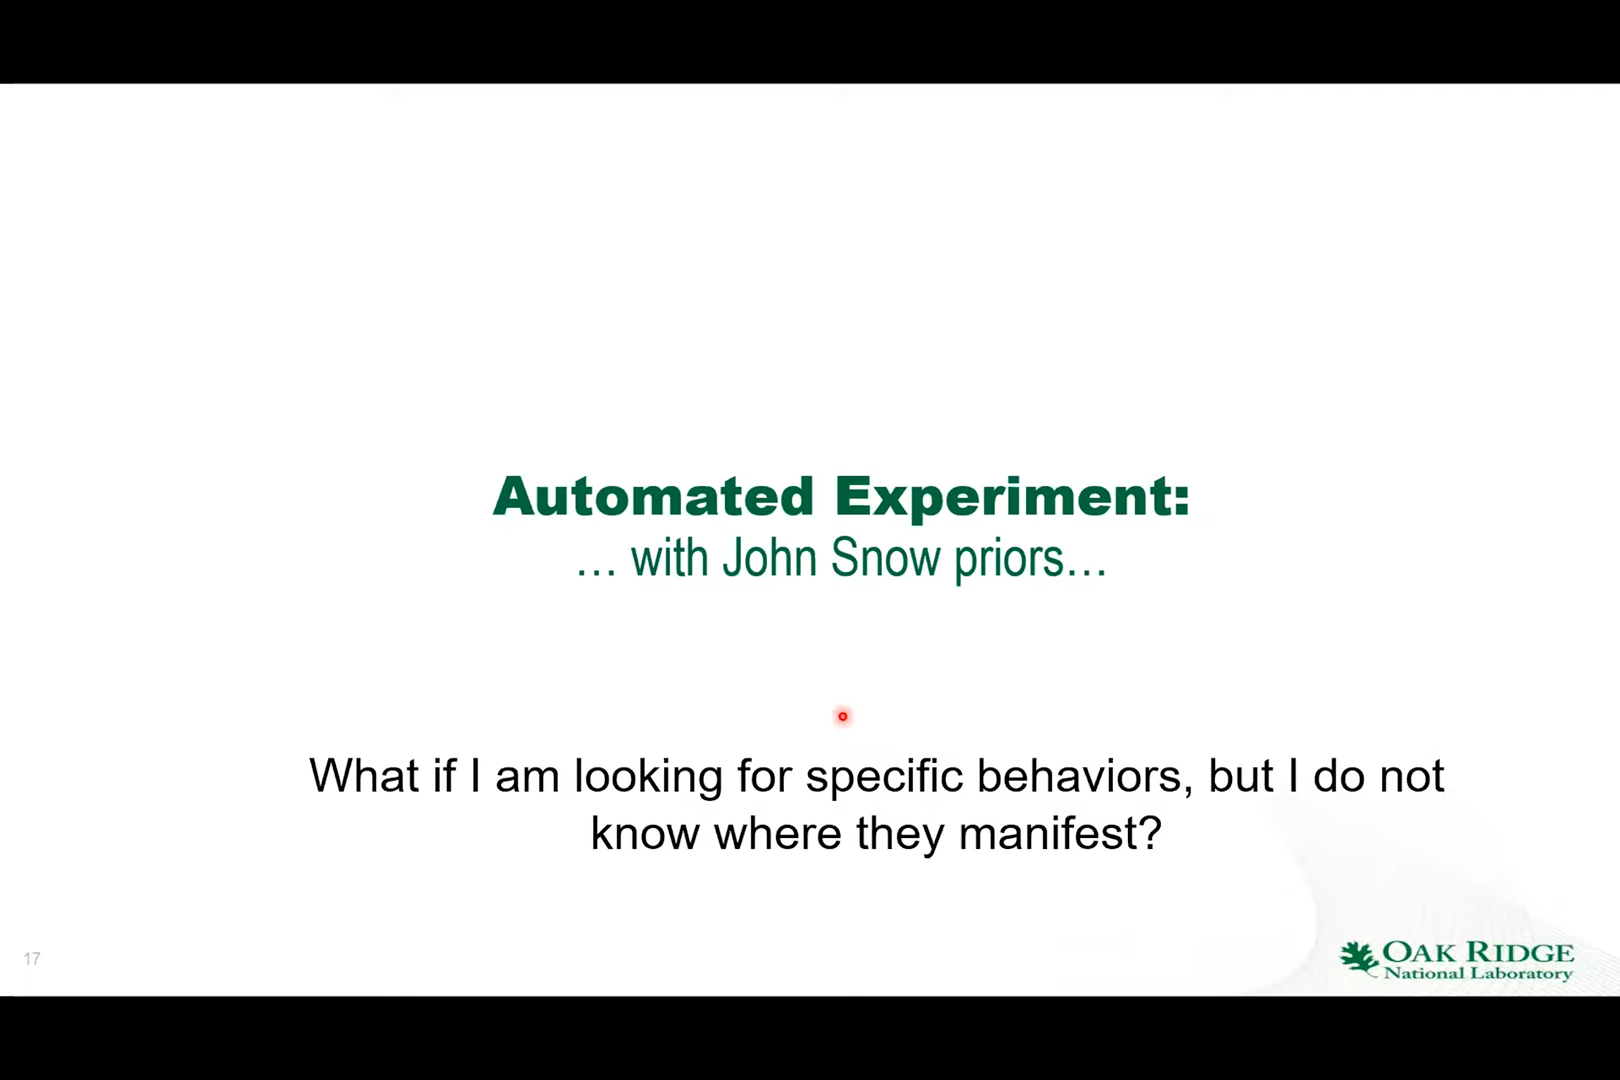 Automated Experiment:
… with John Snow priors…
What if I am looking for specific behaviors, but I do not
know where they manifest?
17
OAK RIDGE
National Laboratory